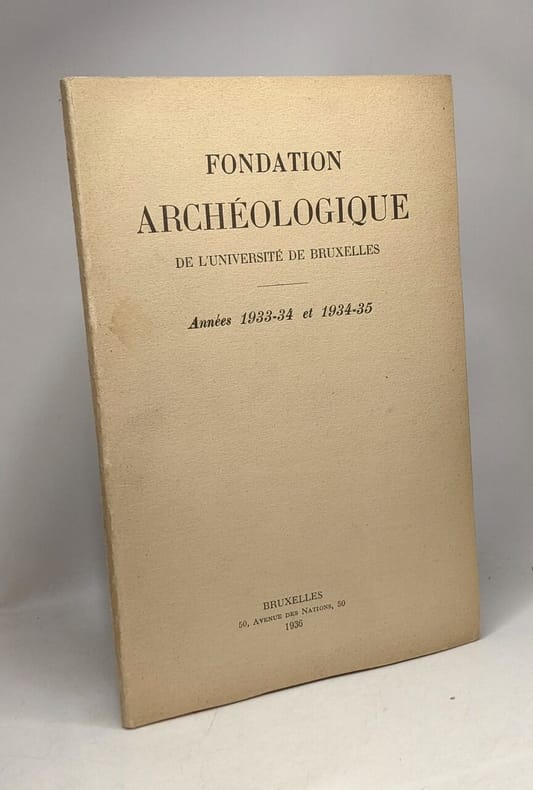 FONDATION
ARCHÉOLOGIQUE
DE L'UNIVERSITÉ DE BRUXELLES
Années 1933-34 et 1934-35
BRUXELLES
50, AVENUE DES NATIONS, 50
1936